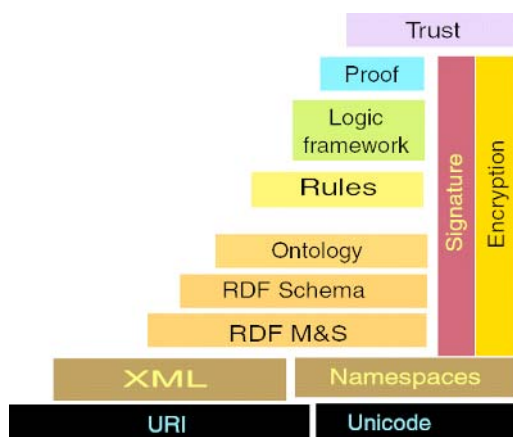 Trust
Proof
Logic
framework
Rules
Ontology
RDF Schema
RDF M&S
Signature
Encryption
XML
Namespaces
URI
Unicode